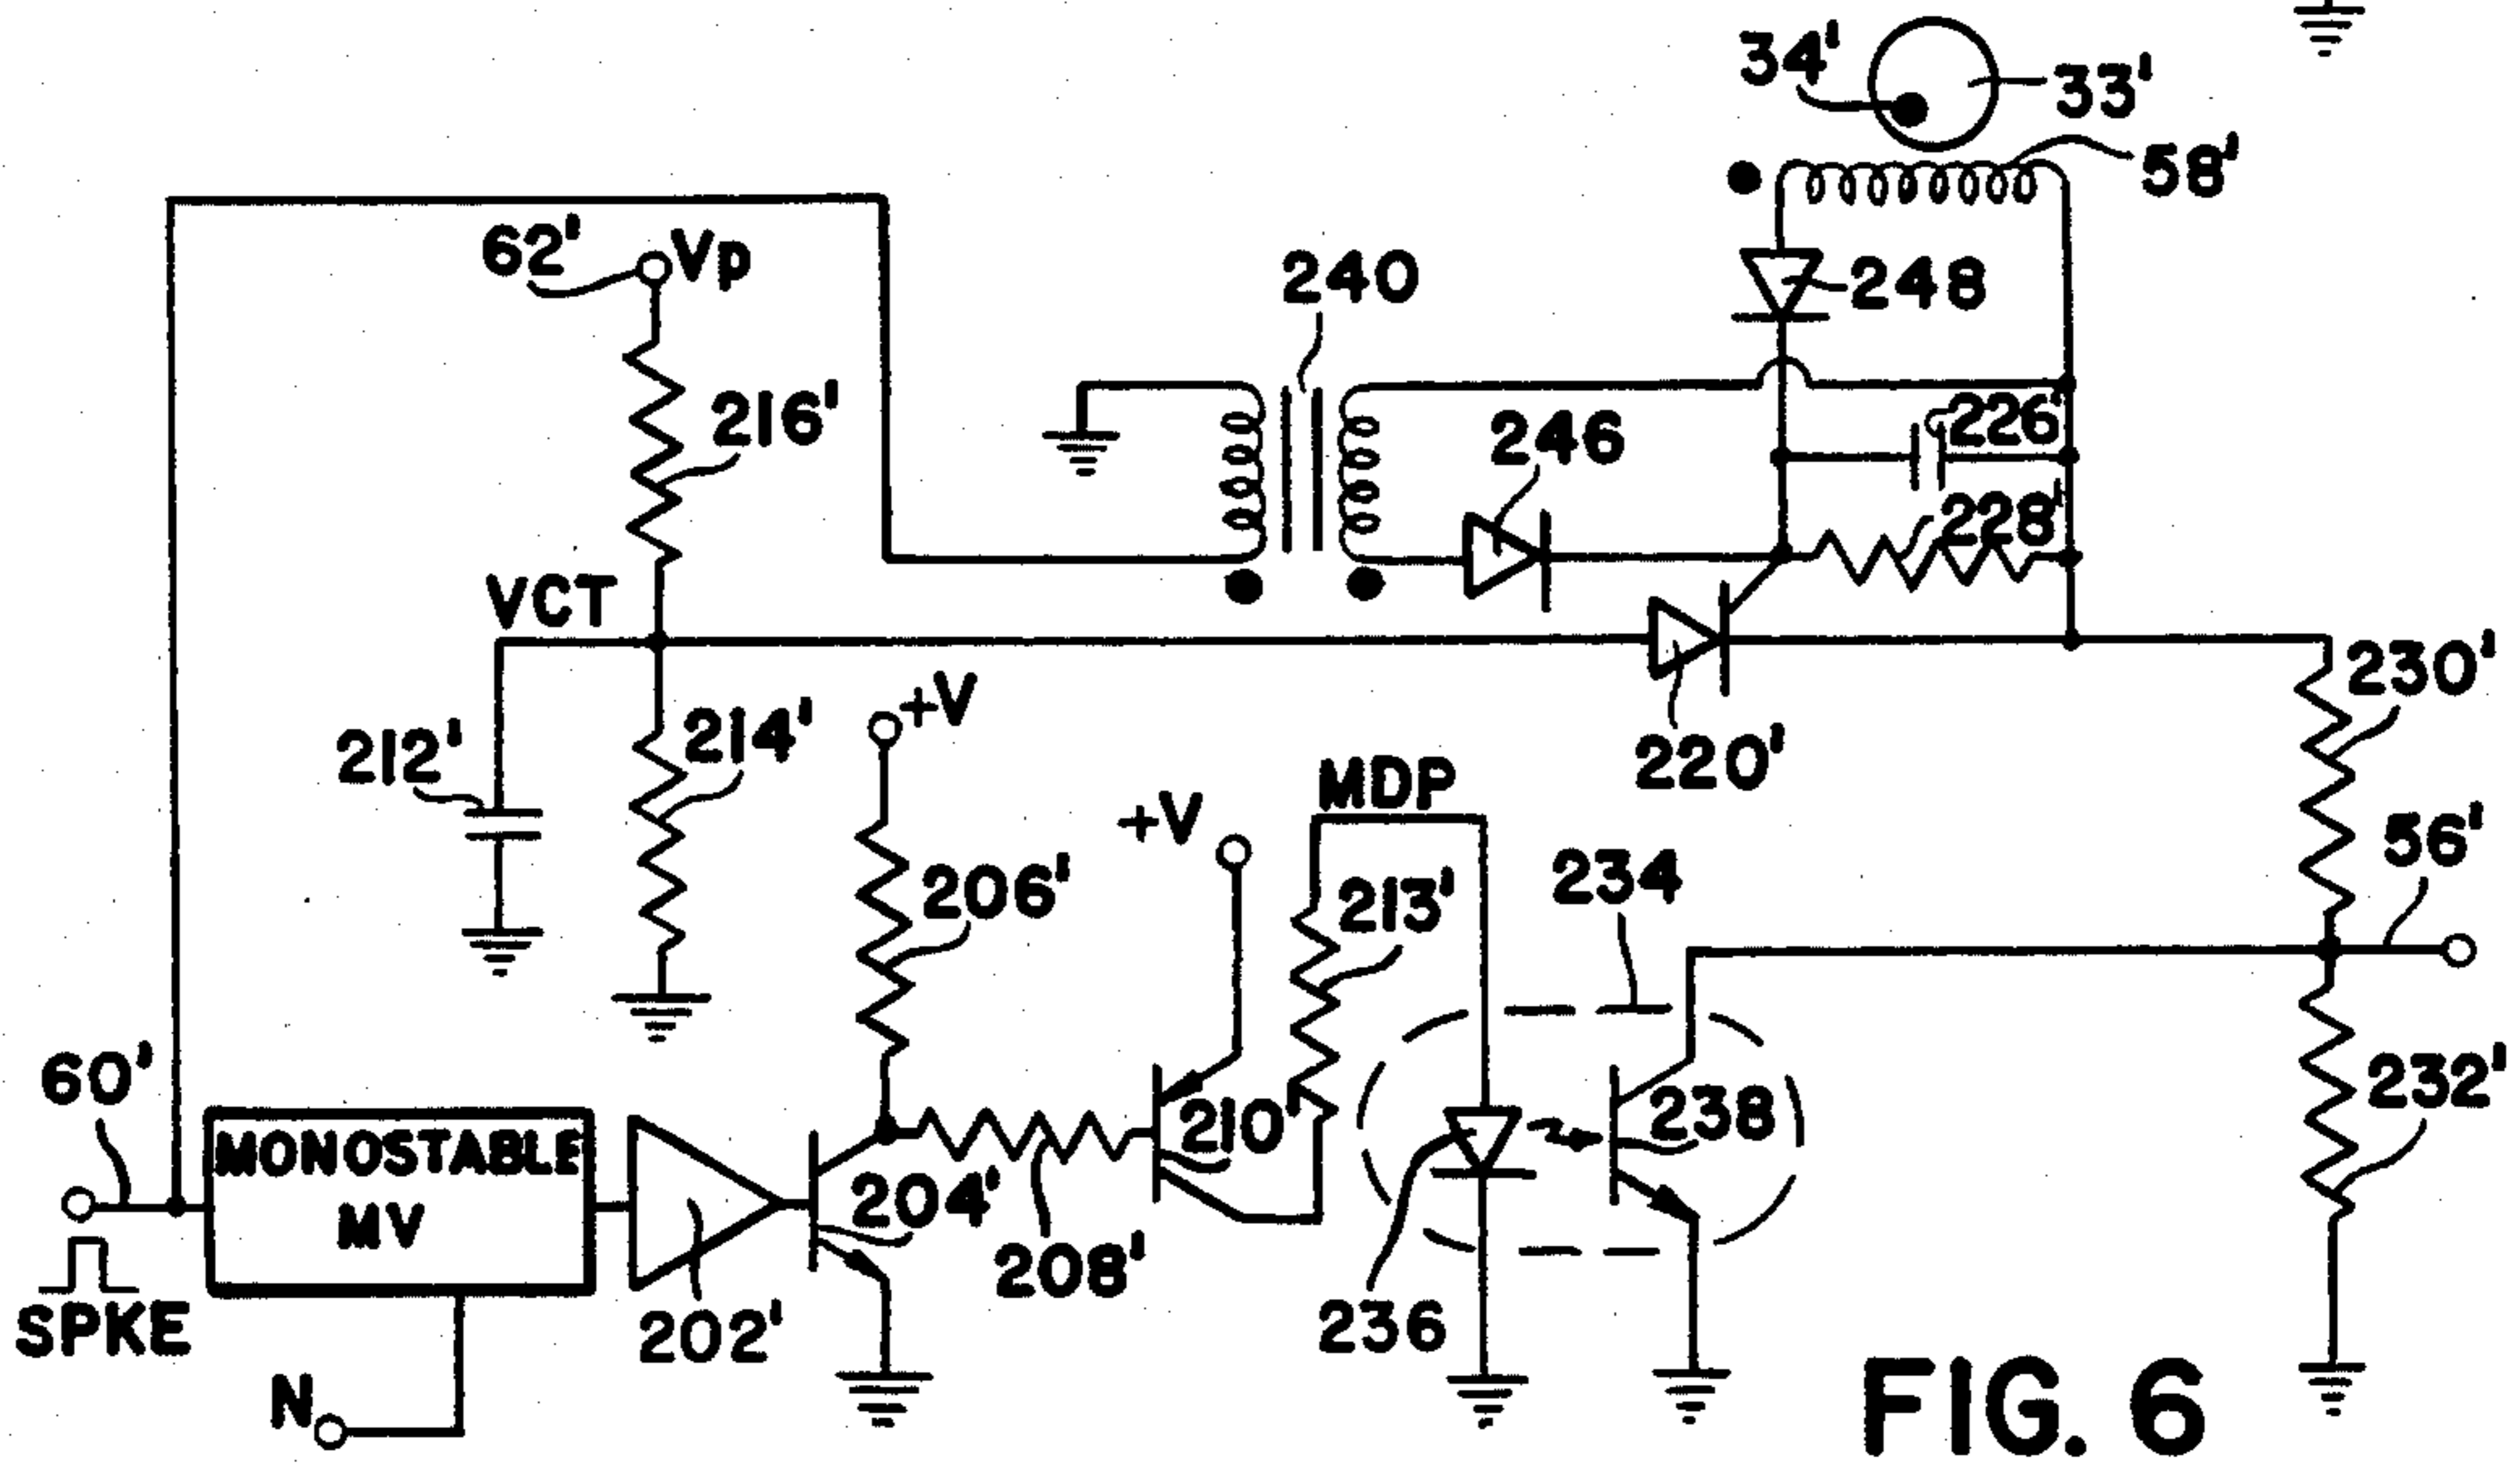 34'
33'
58'
62'
Vp
240
248
216'
246
226'
228'
VCT
230'
+V
214'
212'
220'
MDP
+V
56'
206'
213'
234
60'
232'
210'
238
MONOSTABLE
MV
204'
208'
202'
236
SPKE
N
FIG. 6